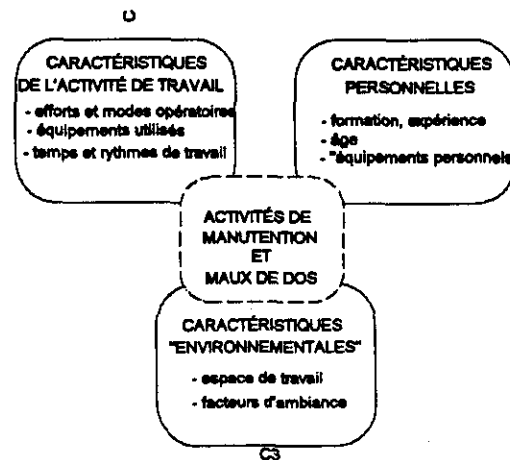 C
CARACTÉRISTIQUES
DE L'ACTIVITÉ DE TRAVAIL
- efforts et modes opératoires
- équipements utilisés
- temps et rythmes de travail
CARACTÉRISTIQUES
PERSONNELLES
- formation, expérience
- âge
- "équipements personnels
ACTIVITÉS DE
MANUTENTION
ET
MAUX DE DOS
CARACTÉRISTIQUES
"ENVIRONNEMENTALES"
- espace de travail
- facteurs d'ambiance
C3